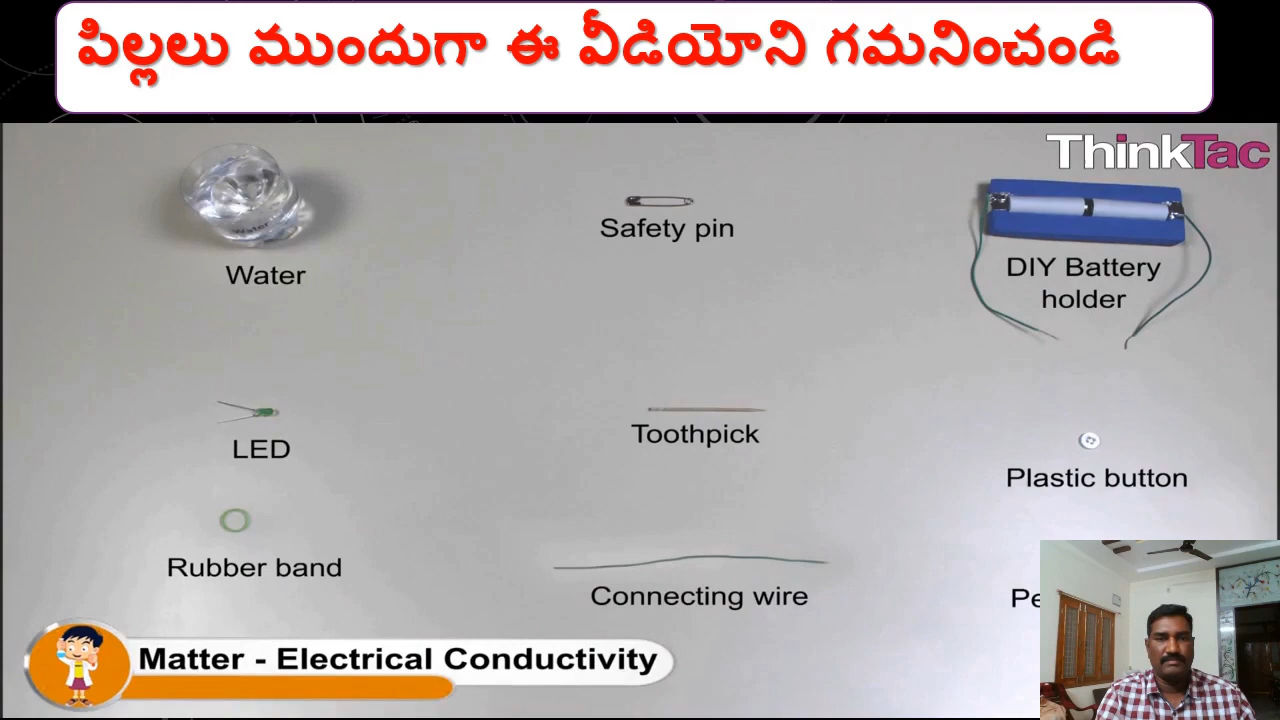 పిల్లలు ముందుగా ఈ వీడియోని గమనించండి
ThinkTac
Water
Safety pin
DIY Battery
holder
LED
Toothpick
Plastic button
Rubber band
Connecting wire
Matter - Electrical Conductivity